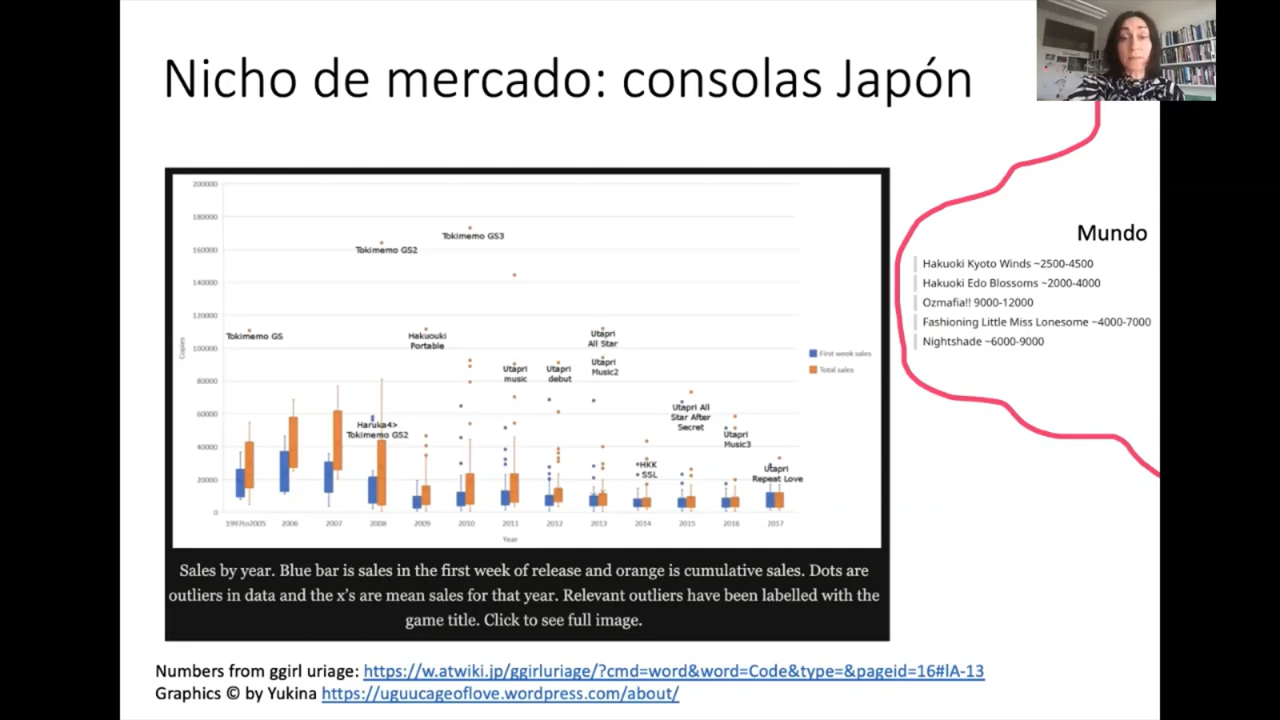 Nicho de mercado: consolas Japón
200000
180000
160000
140000
120000
100000
80000
60000
40000
20000
0
Copies
Tokimemo GS
Tokimemo GS2
Tokimemo GS3
Hakuouki
Portable
Haruka4>
Tokimemo GS2
Utapri
music
Utapri
debut
Utapri
All Star
Utapri
Music2
HKK
SSL
Utapri All
Star After
Secret
Utapri
Music3
Utapri
Repeat Love
1997to2005 2006 2007 2008 2009 2010 2011 2012 2013 2014 2015 2016 2017
Year
First week sales
Total sales
Sales by year. Blue bar is sales in the first week of release and orange is cumulative sales. Dots are
outliers in data and the x's are mean sales for that year. Relevant outliers have been labelled with the
game title. Click to see full image.
Mundo
Hakuoki Kyoto Winds ~2500-4500
Hakuoki Edo Blossoms ~2000-4000
Ozmafia!! 9000-12000
Fashioning Little Miss Lonesome ~4000-7000
Nightshade ~6000-9000
Numbers from ggirl uriage: https://w.atwiki.jp/ggirluriage/?cmd=word&word=Code&type=&pageid=16#lA-13
Graphics © by Yukina https://uguucageoflove.wordpress.com/about/